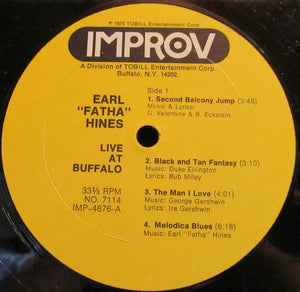 ℗ 1976 TOBILL Entertainment Corp.
IMPROV
A Division of TOBILL Entertainment Corp.
Buffalo, N.Y. 14202.
EARL
"FATHA"
HINES
LIVE
AT
BUFFALO
33⅓ RPM
NO. 7114
IMP-4876-A
Side 1
1. Second Balcony Jump (3:48)
Music & Lyrics:
G. Valentine & B. Eckstein
2. Black and Tan Fantasy (3:10)
Music: Duke Ellington
Lyrics: Bub Miley
3. The Man I Love (4:01)
Music: George Gershwin
Lyrics: Ira Gershwin
4. Melodica Blues (6:18)
Music: Earl "Fatha" Hines